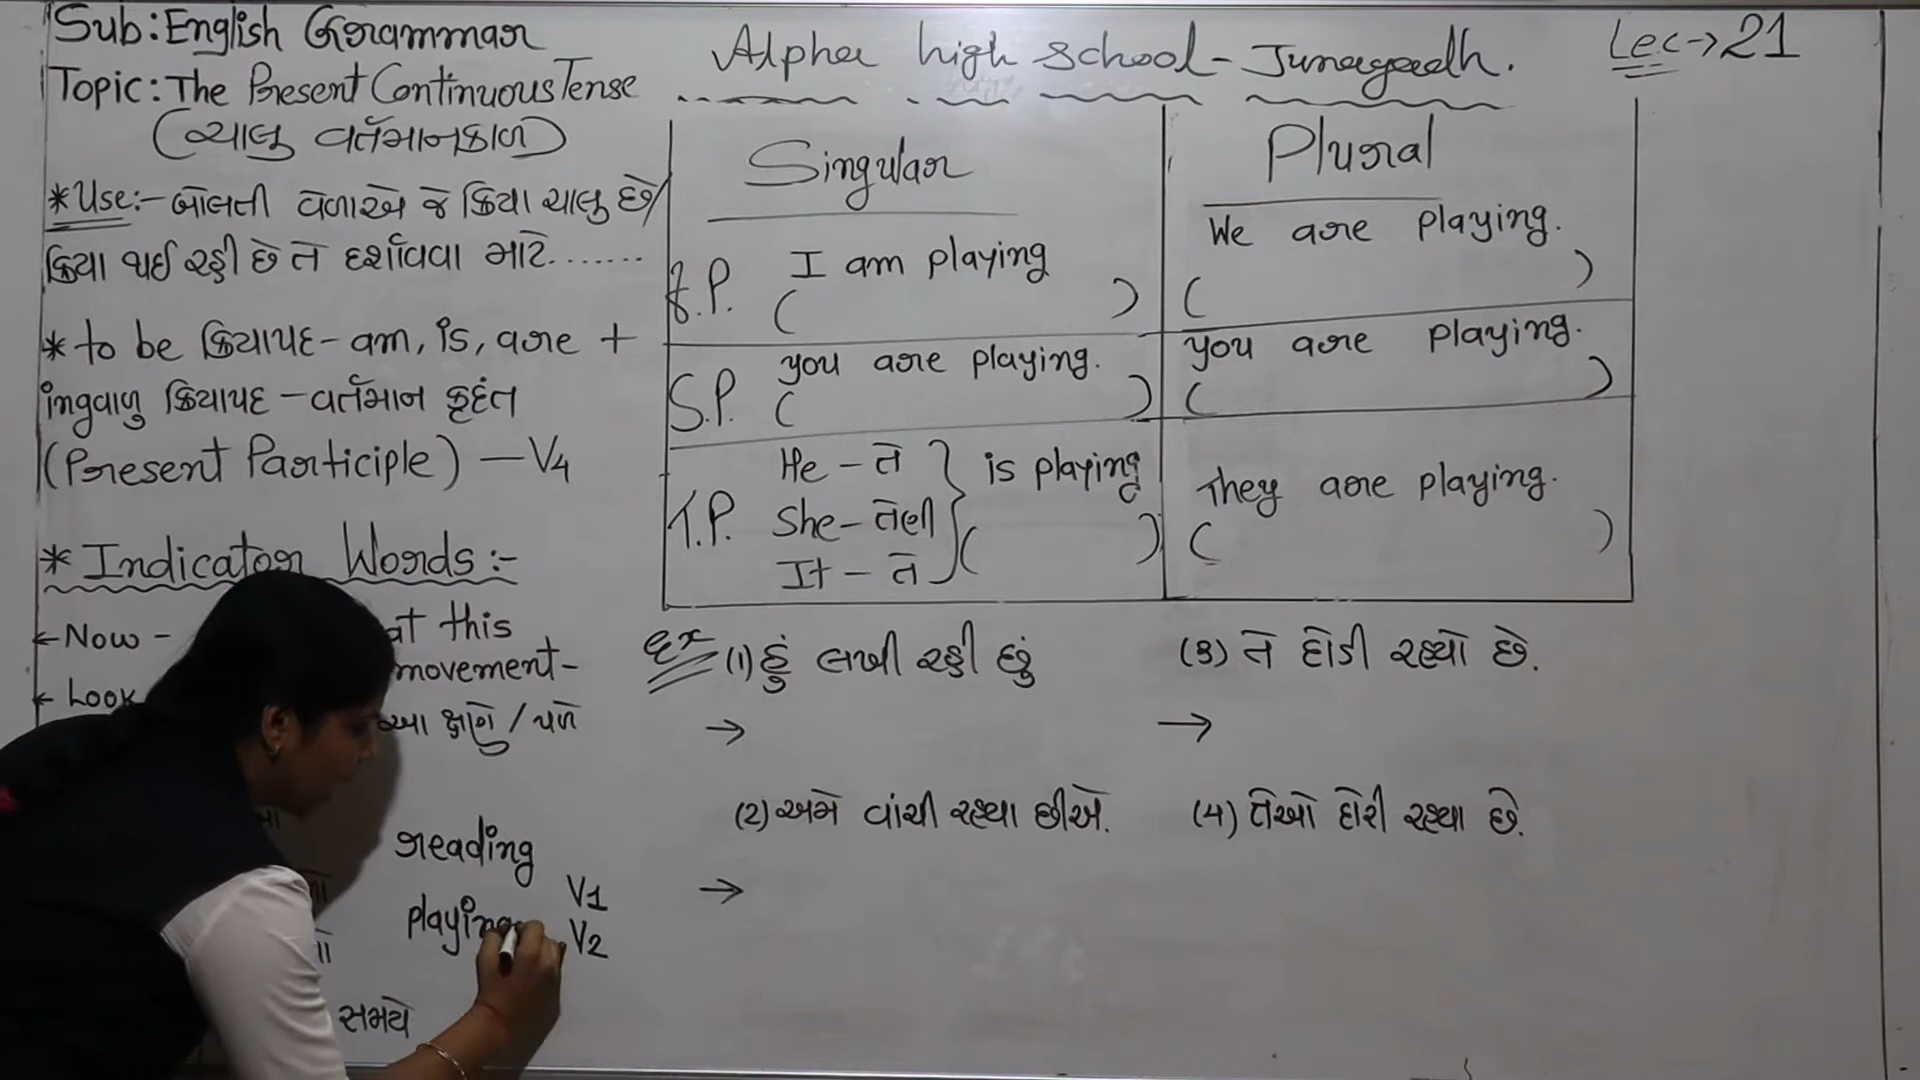 Sub: English Grammar
Topic: The Present Continuous Tense
(ચાલુ વર્તમાનકાળ)
* Use:- બોલતી વેળાએ જે ક્રિયા ચાલુ છે/
ક્રિયા થઈ રહી છે તે દર્શાવવા માટે.......
* to be ક્રિયાપદ - am, is, are +
ingવાળુ ક્રિયાપદ - વર્તમાન કૃદંત
(Present Participle) - V4
* Indicator Words:-
← Now -
← Look
at this
movement-
આ ક્ષણે / પળે
reading
playing
V1
V2
સમયે
Alpha high school - Junagadh.
Lec → 21
Singular
Plural
F.P. I am playing
( )
We are playing.
( )
S.P. you are playing.
( )
you are playing.
( )
T.P. He - તે
She - તેણી
It - તે
} is playing
( )
They are playing.
( )
Ex (1) હું લખી રહી છું
→
(2) અમે વાંચી રહ્યા છીએ.
→
(3) તે દોડી રહ્યો છે.
→
(4) તેઓ દોરી રહ્યા છે.